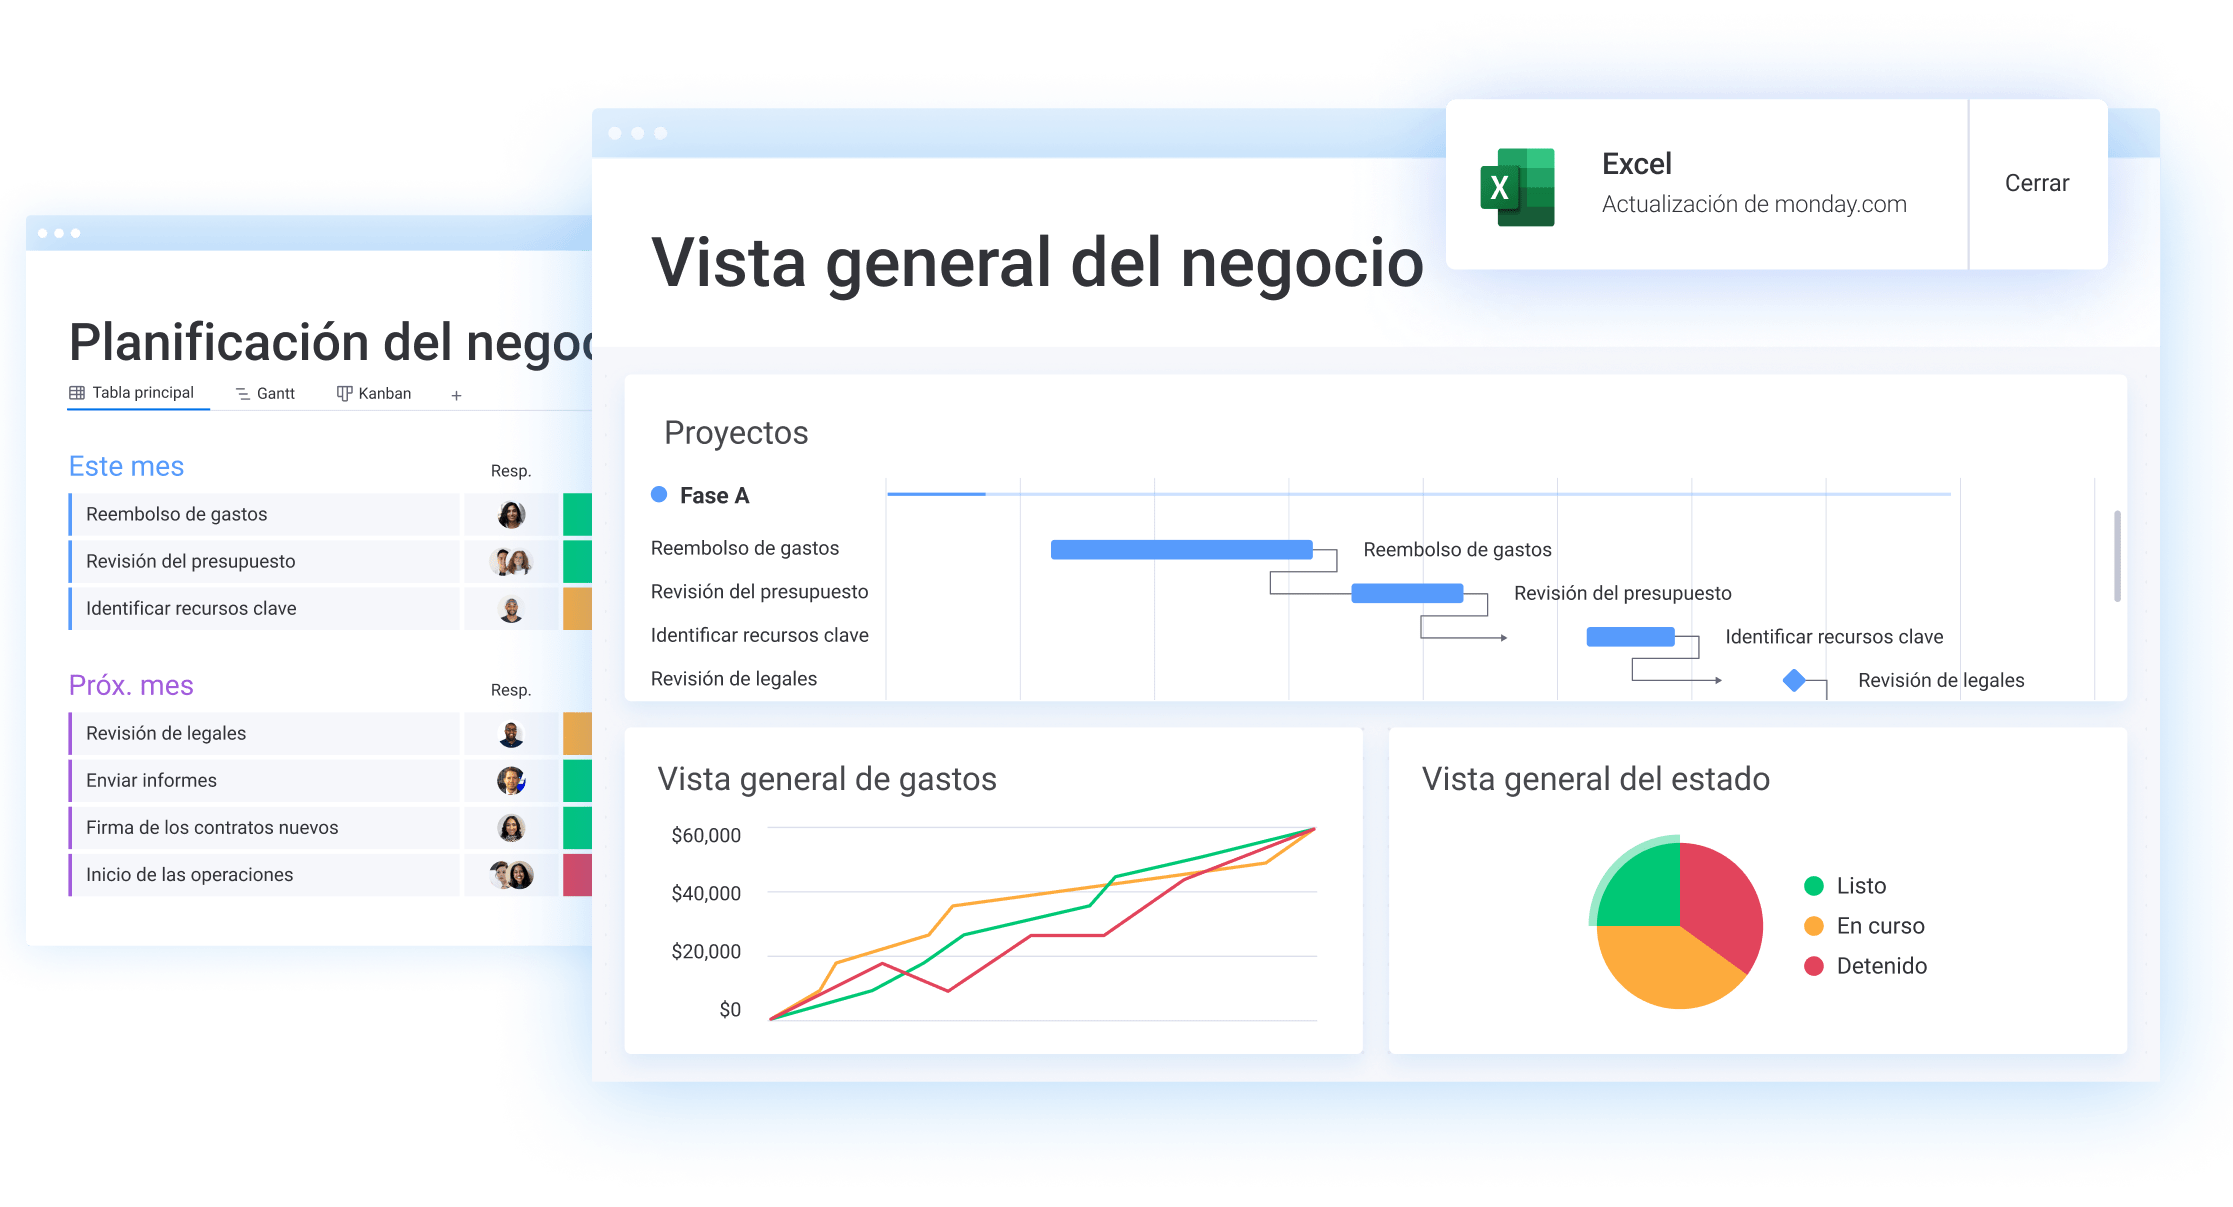 Planificación del negoc
Tabla principal
Gantt
Kanban
+
Este mes
Resp.
Reembolso de gastos
Revisión del presupuesto
Identificar recursos clave
Próx. mes
Resp.
Revisión de legales
Enviar informes
Firma de los contratos nuevos
Inicio de las operaciones
Vista general del negocio
X
Excel
Actualización de monday.com
Cerrar
Proyectos
Fase A
Reembolso de gastos
Reembolso de gastos
Revisión del presupuesto
Revisión del presupuesto
Identificar recursos clave
Identificar recursos clave
Revisión de legales
Revisión de legales
Vista general de gastos
$60,000
$40,000
$20,000
$0
Vista general del estado
Listo
En curso
Detenido